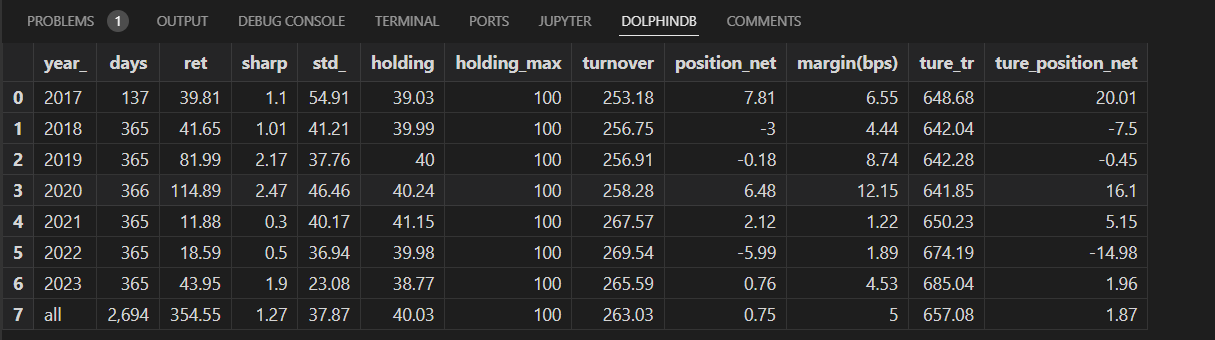 PROBLEMS 1 OUTPUT DEBUG CONSOLE TERMINAL PORTS JUPYTER DOLPHINDB COMMENTS
year_ days ret sharp std_ holding holding_max turnover position_net margin(bps) ture_tr ture_position_net
0 2017 137 39.81 1.1 54.91 39.03 100 253.18 7.81 6.55 648.68 20.01
1 2018 365 41.65 1.01 41.21 39.99 100 256.75 -3 4.44 642.04 -7.5
2 2019 365 81.99 2.17 37.76 40 100 256.91 -0.18 8.74 642.28 -0.45
3 2020 366 114.89 2.47 46.46 40.24 100 258.28 6.48 12.15 641.85 16.1
4 2021 365 11.88 0.3 40.17 41.15 100 267.57 2.12 1.22 650.23 5.15
5 2022 365 18.59 0.5 36.94 39.98 100 269.54 -5.99 1.89 674.19 -14.98
6 2023 365 43.95 1.9 23.08 38.77 100 265.59 0.76 4.53 685.04 1.96
7 all 2,694 354.55 1.27 37.87 40.03 100 263.03 0.75 5 657.08 1.87